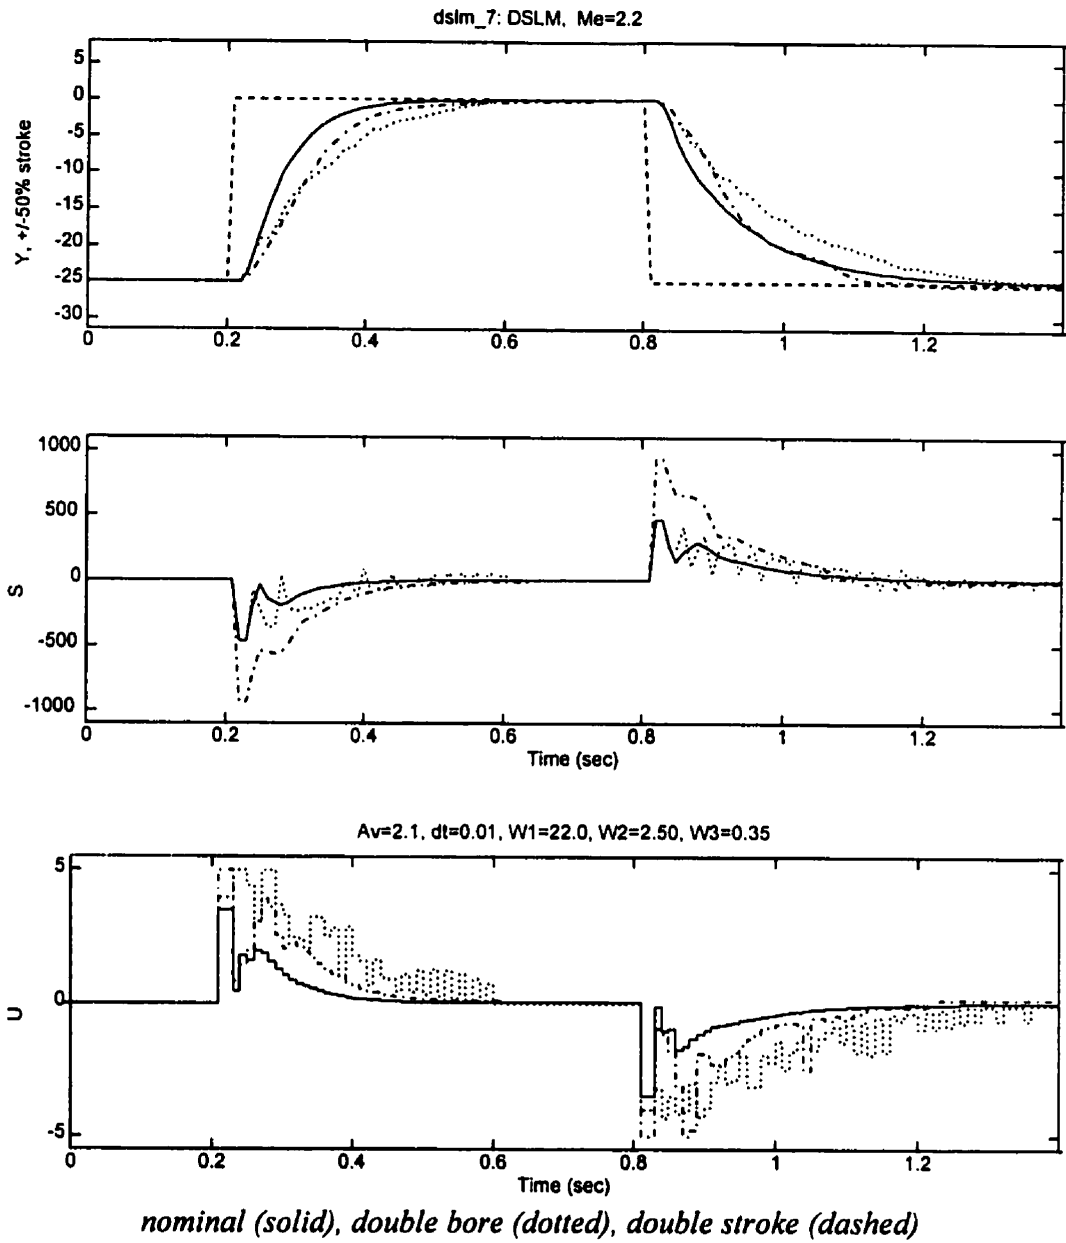 dslm_7: DSLM, Me=2.2
5
0
-5
-10
-15
-20
-25
-30
Y, +/-50% stroke
0 0.2 0.4 0.6 0.8 1 1.2
1000
500
0
-500
-1000
S
0 0.2 0.4 0.6 0.8 1 1.2
Time (sec)
Av=2.1, dt=0.01, W1=22.0, W2=2.50, W3=0.35
5
0
-5
U
0 0.2 0.4 0.6 0.8 1 1.2
Time (sec)
nominal (solid), double bore (dotted), double stroke (dashed)